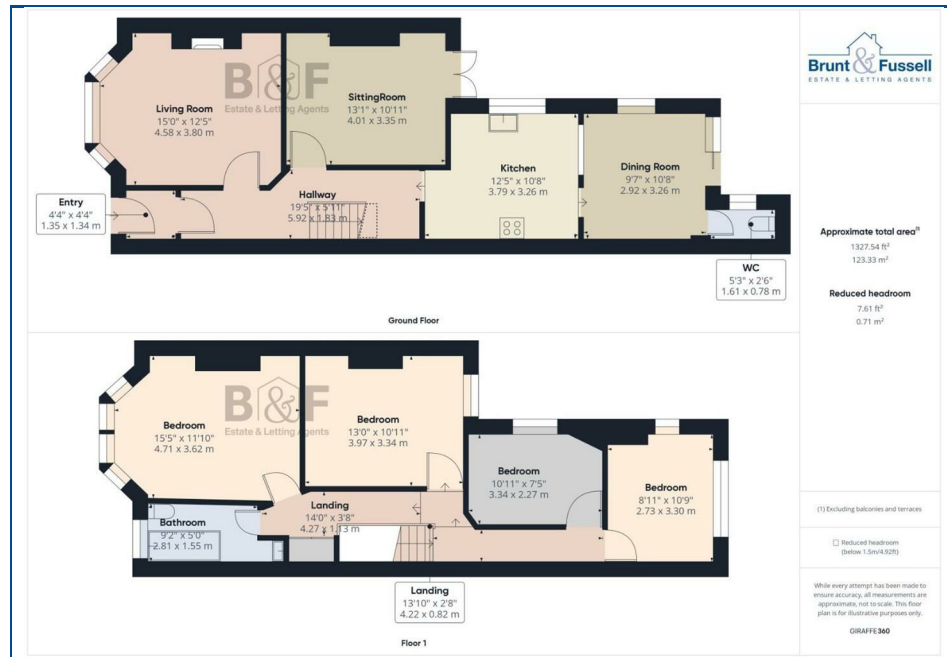 B&F
Estate & Letting Agents
Living Room
15'0" x 12'5"
4.58 x 3.80 m
SittingRoom
13'1" x 10'11"
4.01 x 3.35 m
Kitchen
12'5" x 10'8"
3.79 x 3.26 m
Dining Room
9'7" x 10'8"
2.92 x 3.26 m
Entry
4'4" x 4'4"
1.35 x 1.34 m
Hallway
19'5" x 5'11"
5.92 x 1.83 m
WC
5'3" x 2'6"
1.61 x 0.78 m
Ground Floor
B&F
Estate & Letting Agents
Bedroom
15'5" x 11'10"
4.71 x 3.62 m
Bedroom
13'0" x 10'11"
3.97 x 3.34 m
Bedroom
10'11" x 7'5"
3.34 x 2.27 m
Bedroom
8'11" x 10'9"
2.73 x 3.30 m
Bathroom
9'2" x 5'0"
2.81 x 1.55 m
Landing
14'0" x 3'8"
4.27 x 1.13 m
Landing
13'10" x 2'8"
4.22 x 0.82 m
Floor 1
Brunt & Fussell
ESTATE & LETTING AGENTS
Approximate total area(1)
1327.54 ft²
123.33 m²
Reduced headroom
7.61 ft²
0.71 m²
(1) Excluding balconies and terraces
Reduced headroom
(below 1.5m/4.92ft)
While every attempt has been made to
ensure accuracy, all measurements are
approximate, not to scale. This floor
plan is for illustrative purposes only.
GIRAFFE360